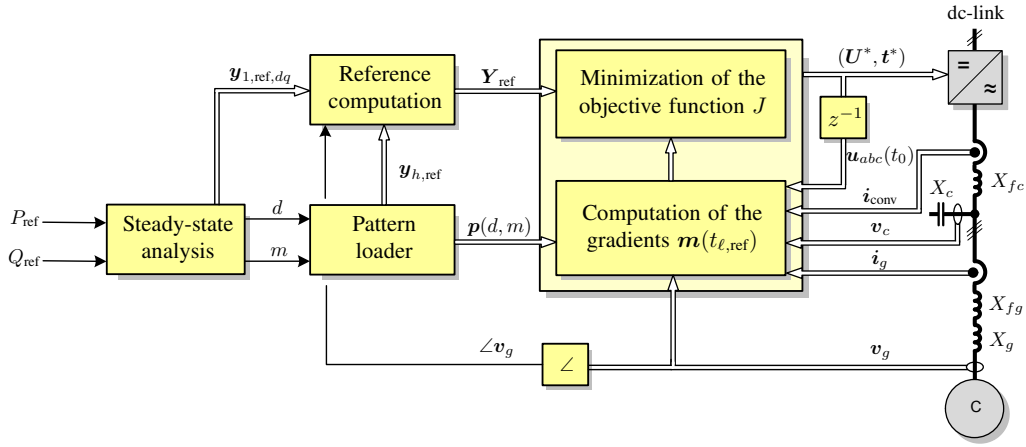 dc-link
Reference
computation
Minimization of the
objective function J
(U*, t*)
=
≈
y1,ref,dq
Yref
z−1
yh,ref
uabc(t0)
Pref
Qref
Steady-state
analysis
d
m
Pattern
loader
p(d, m)
Computation of the
gradients m(tℓ,ref)
iconv
vc
ig
Xc
Xfc
Xfg
Xg
∠vg
∠
vg
C